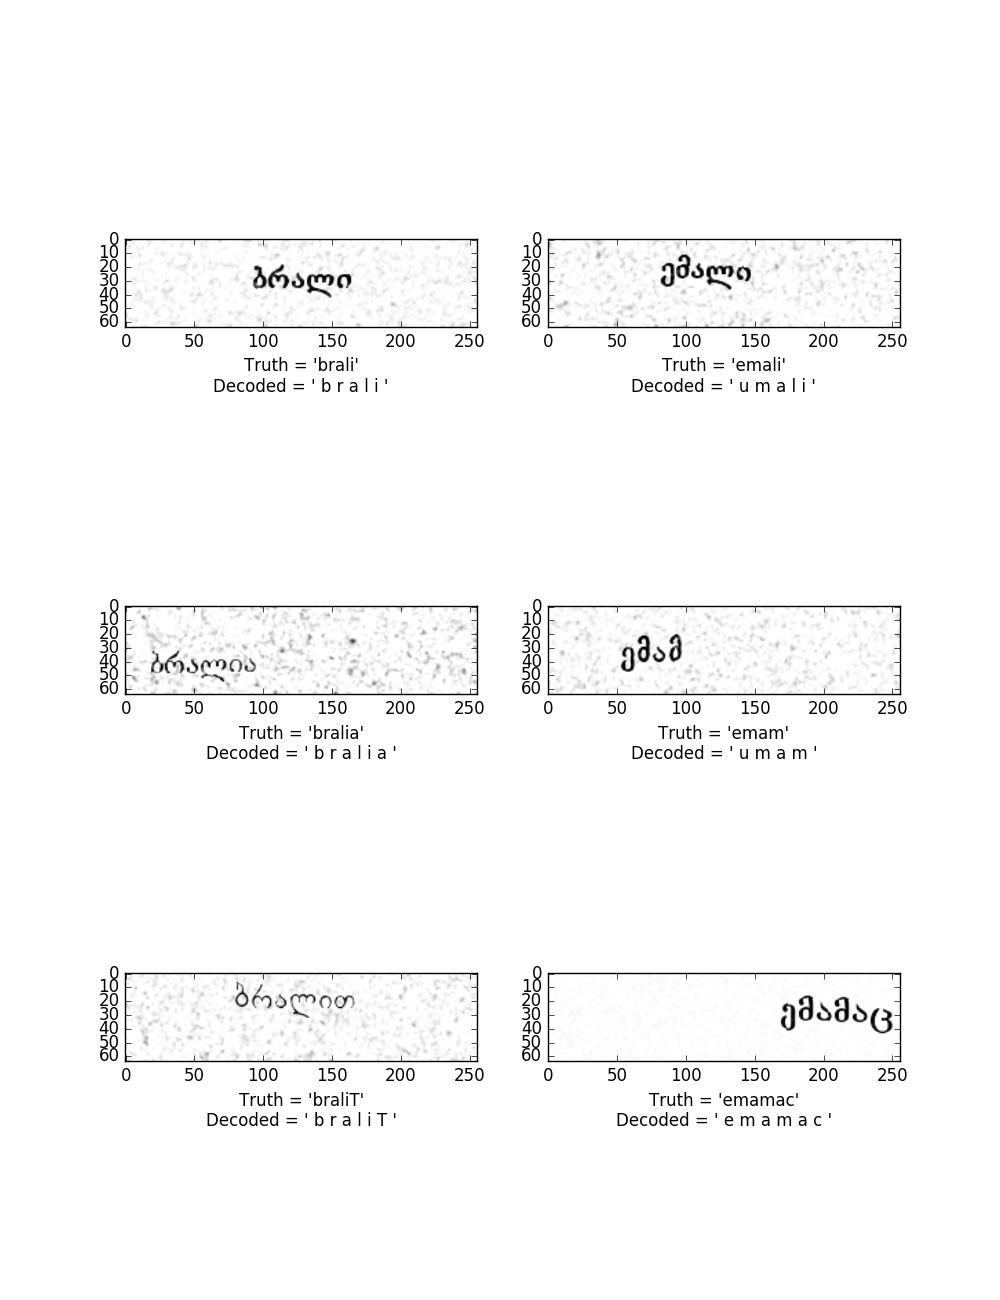 0
10
20
30
40
50
60
ბრალი
0 50 100 150 200 250
Truth = 'brali'
Decoded = ' b r a l i '
0
10
20
30
40
50
60
ემალი
0 50 100 150 200 250
Truth = 'emali'
Decoded = ' u m a l i '
0
10
20
30
40
50
60
ბრალია
0 50 100 150 200 250
Truth = 'bralia'
Decoded = ' b r a l i a '
0
10
20
30
40
50
60
ემამ
0 50 100 150 200 250
Truth = 'emam'
Decoded = ' u m a m '
0
10
20
30
40
50
60
ბრალით
0 50 100 150 200 250
Truth = 'braliT'
Decoded = ' b r a l i T '
0
10
20
30
40
50
60
ემამაც
0 50 100 150 200 250
Truth = 'emamac'
Decoded = ' e m a m a c '